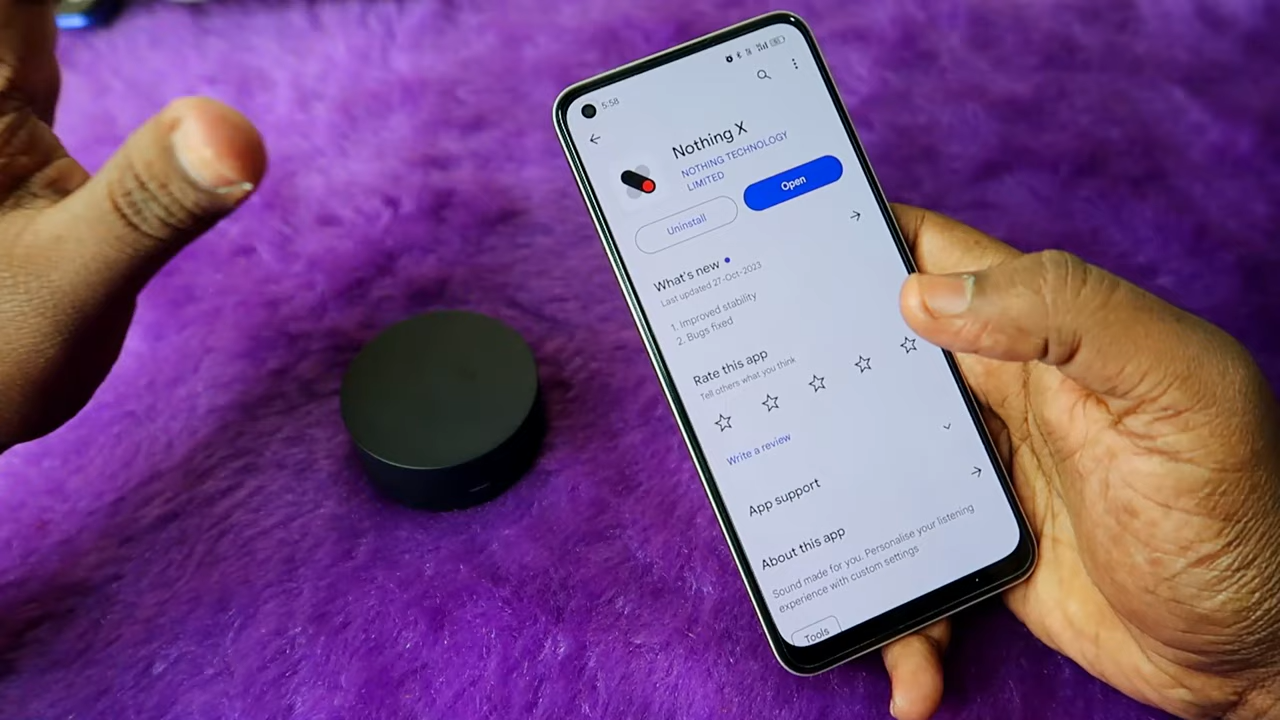 5:58
Nothing X
NOTHING TECHNOLOGY
LIMITED
Uninstall
Open
What's new
Last updated 27-Oct-2023
1. Improved stability
2. Bugs fixed
Rate this app
Tell others what you think
Write a review
App support
About this app
Sound made for you. Personalise your listening
experience with custom settings
Tools